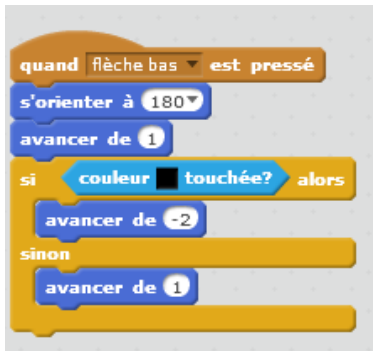 quand flèche bas est pressé
s'orienter à 180
avancer de 1
si couleur touchée? alors
avancer de -2
sinon
avancer de 1